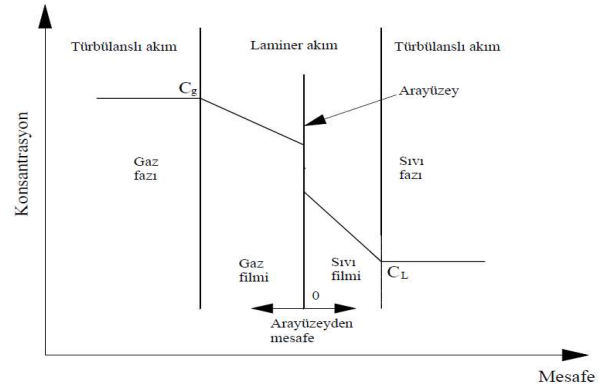 Türbülanslı akım
Laminer akım
Türbülanslı akım
Cg
Arayüzey
Konsantrasyon
Gaz
fazı
Sıvı
fazı
Gaz
filmi
Sıvı
filmi
CL
0
Arayüzeyden
mesafe
Mesafe